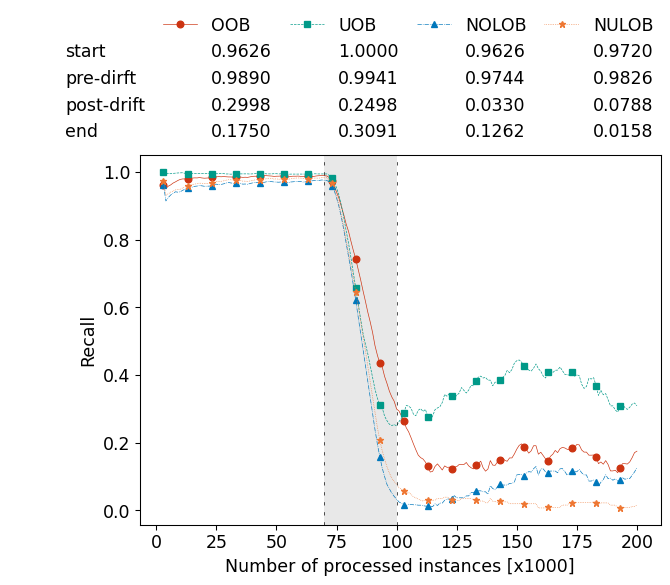 OOB UOB NOLOB NULOB
start 0.9626 1.0000 0.9626 0.9720
pre-dirft 0.9890 0.9941 0.9744 0.9826
post-drift 0.2998 0.2498 0.0330 0.0788
end 0.1750 0.3091 0.1262 0.0158
1.0
0.8
0.6
0.4
0.2
0.0
Recall
0 25 50 75 100 125 150 175 200
Number of processed instances [x1000]